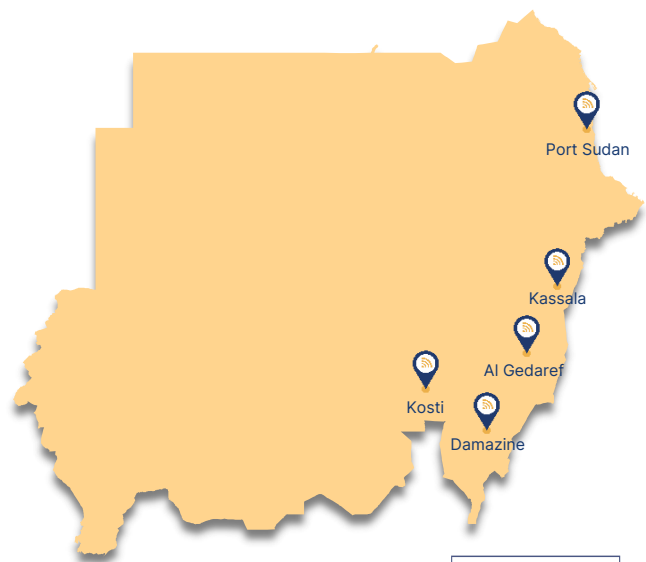 Port Sudan
Kassala
Al Gedaref
Kosti
Damazine